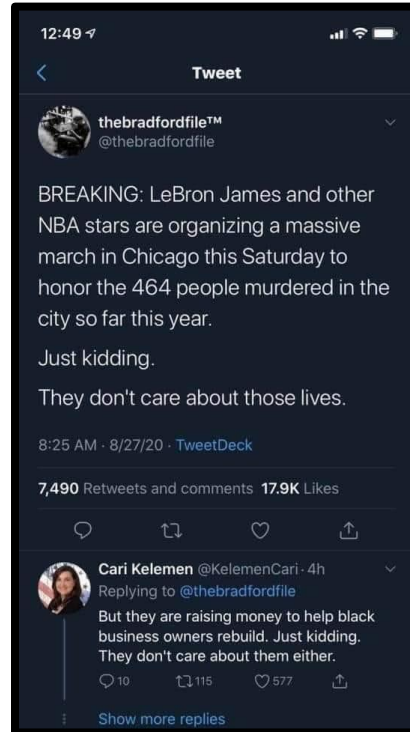 12:49
Tweet
thebradfordfile™
@thebradfordfile
BREAKING: LeBron James and other
NBA stars are organizing a massive
march in Chicago this Saturday to
honor the 464 people murdered in the
city so far this year.
Just kidding.
They don't care about those lives.
8:25 AM · 8/27/20 · TweetDeck
7,490 Retweets and comments 17.9K Likes
Cari Kelemen @KelemenCari · 4h
Replying to @thebradfordfile
But they are raising money to help black
business owners rebuild. Just kidding.
They don't care about them either.
10 115 577
Show more replies